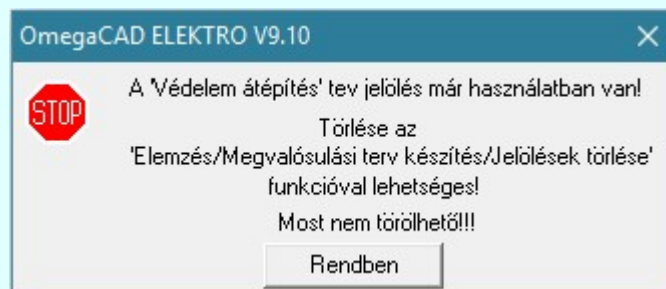 OmegaCAD ELEKTRO V9.10
STOP
A 'Védelem átépítés' tev jelölés már használatban van!
Törlése az
'Elemzés/Megvalósulási terv készítés/Jelölések törlése'
funkcióval lehetséges!
Most nem törölhető!!!
Rendben